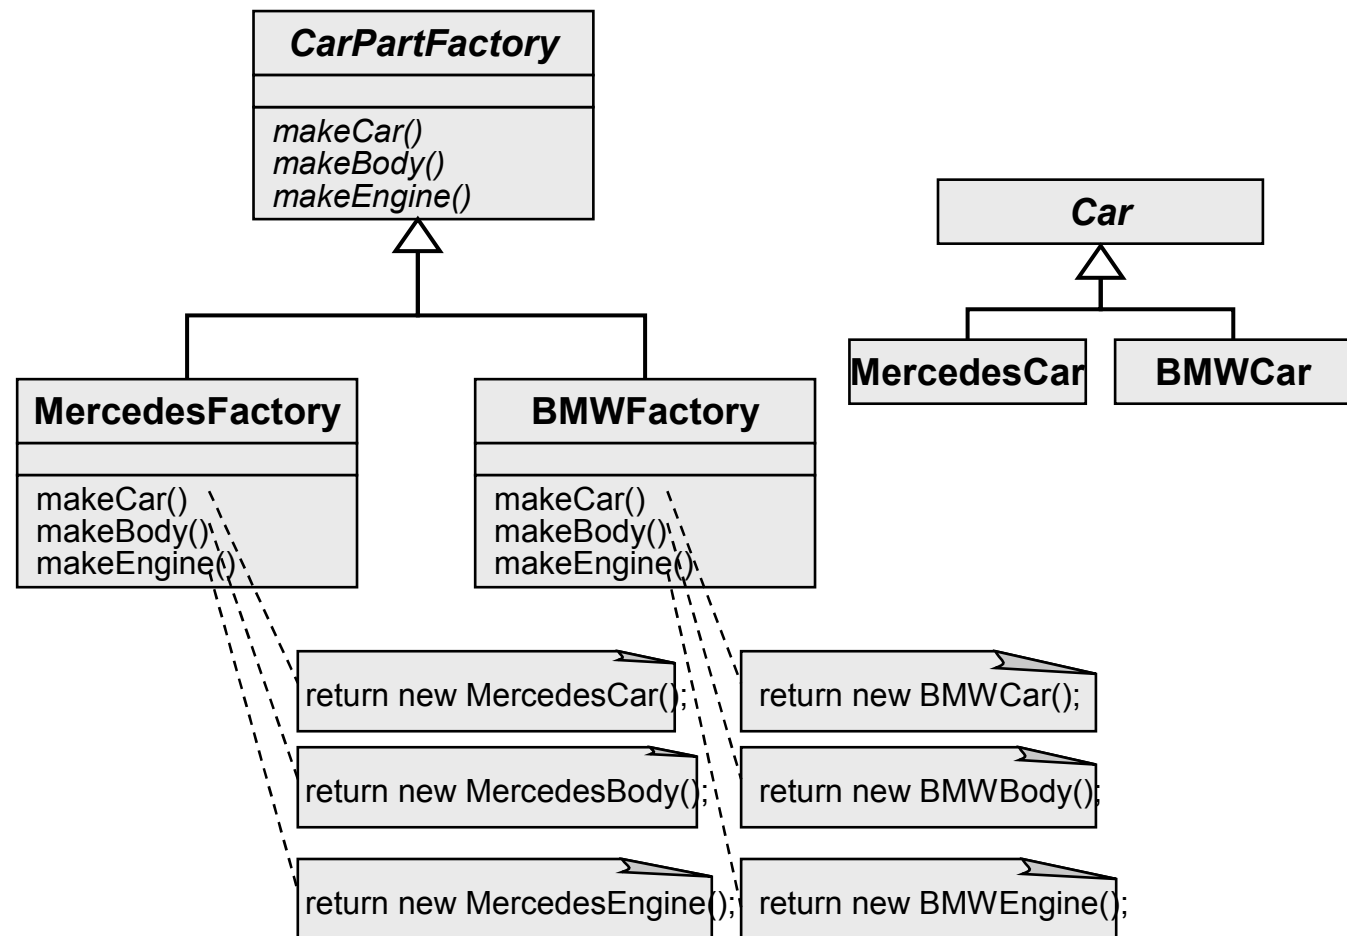 CarPartFactory
makeCar()
makeBody()
makeEngine()
Car
MercedesCar
BMWCar
MercedesFactory
makeCar()
makeBody()
makeEngine()
BMWFactory
makeCar()
makeBody()
makeEngine()
return new MercedesCar();
return new BMWCar();
return new MercedesBody();
return new BMWBody();
return new MercedesEngine();
return new BMWEngine();